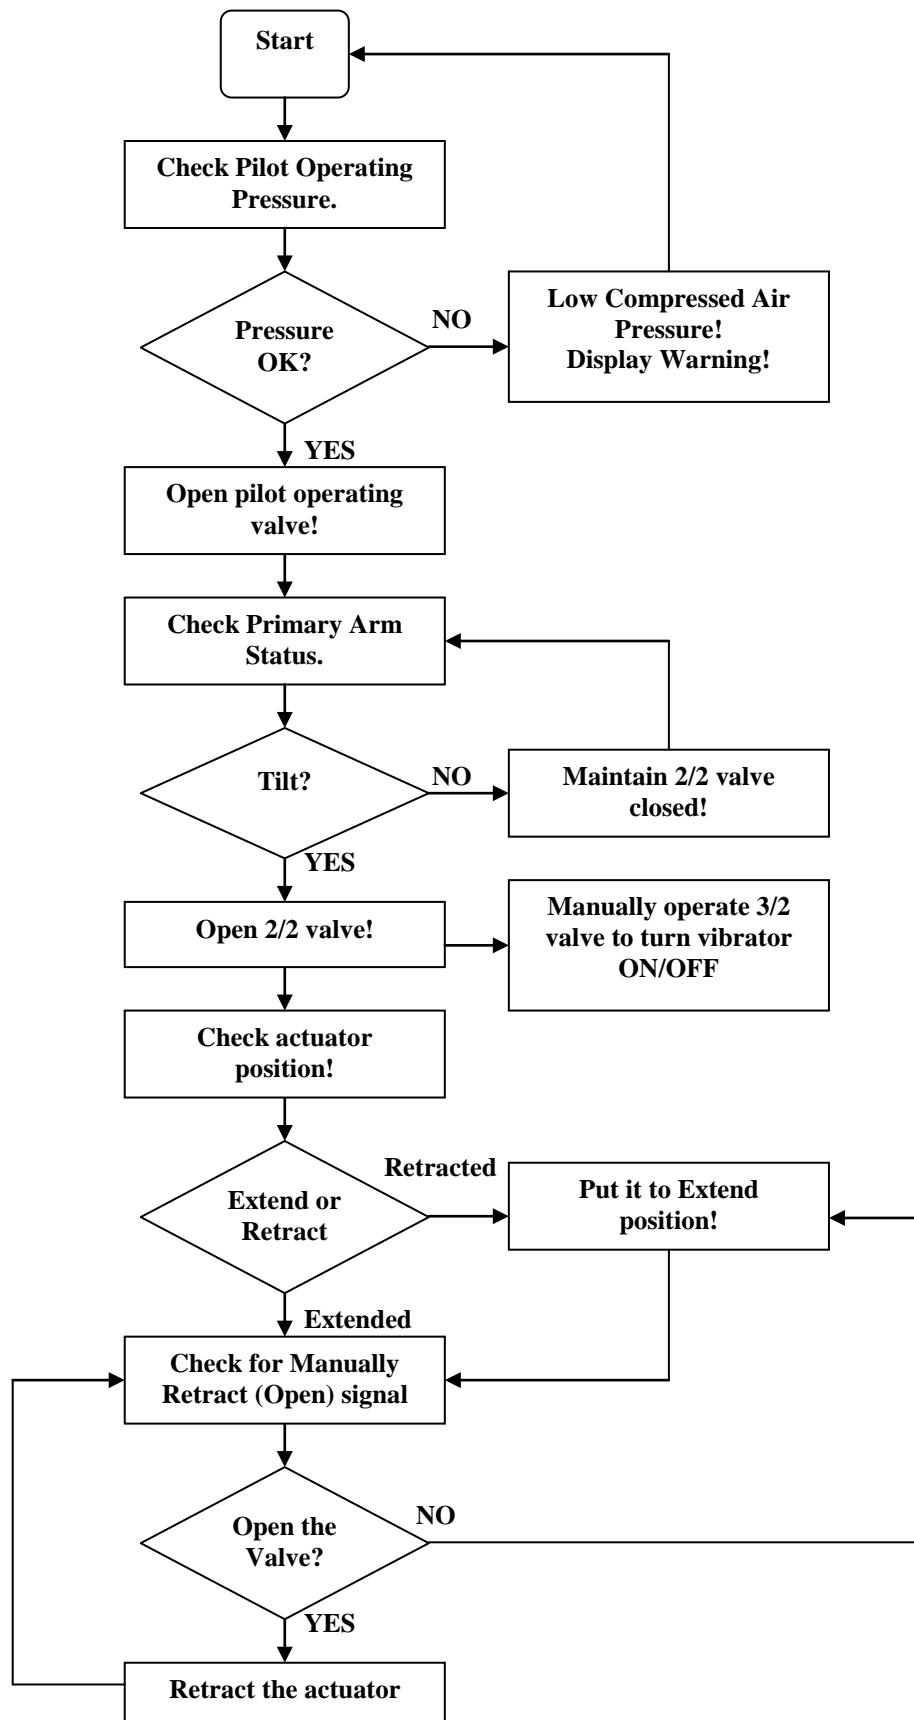 Start
Check Pilot Operating
Pressure.
Pressure
OK?
NO
Low Compressed Air
Pressure!
Display Warning!
YES
Open pilot operating
valve!
Check Primary Arm
Status.
Tilt?
NO
Maintain 2/2 valve
closed!
YES
Open 2/2 valve!
Manually operate 3/2
valve to turn vibrator
ON/OFF
Check actuator
position!
Extend or
Retract
Retracted
Put it to Extend
position!
Extended
Check for Manually
Retract (Open) signal
Open the
Valve?
NO
YES
Retract the actuator